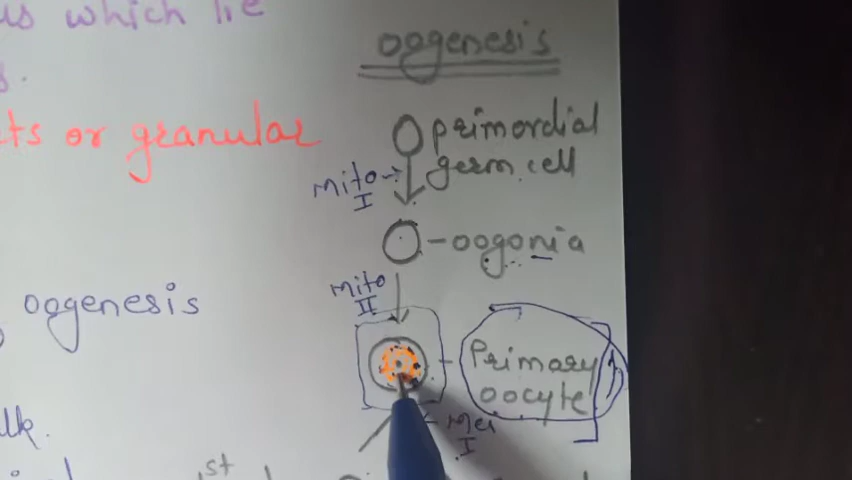 us which lie
oogenesis
s.
ts or granular
primordial
germ cell
Mito
I
oogonia
Mito
II
oogenesis
Primary
oocyte
lk.
Mei
I
st